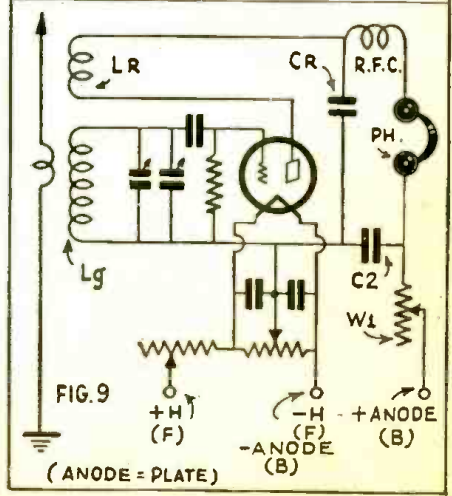 LR
CR
R.F.C.
PH.
Lg
C2
W1
FIG. 9
+H
(F)
-H
(F)
-ANODE
(B)
+ANODE
(B)
(ANODE = PLATE)